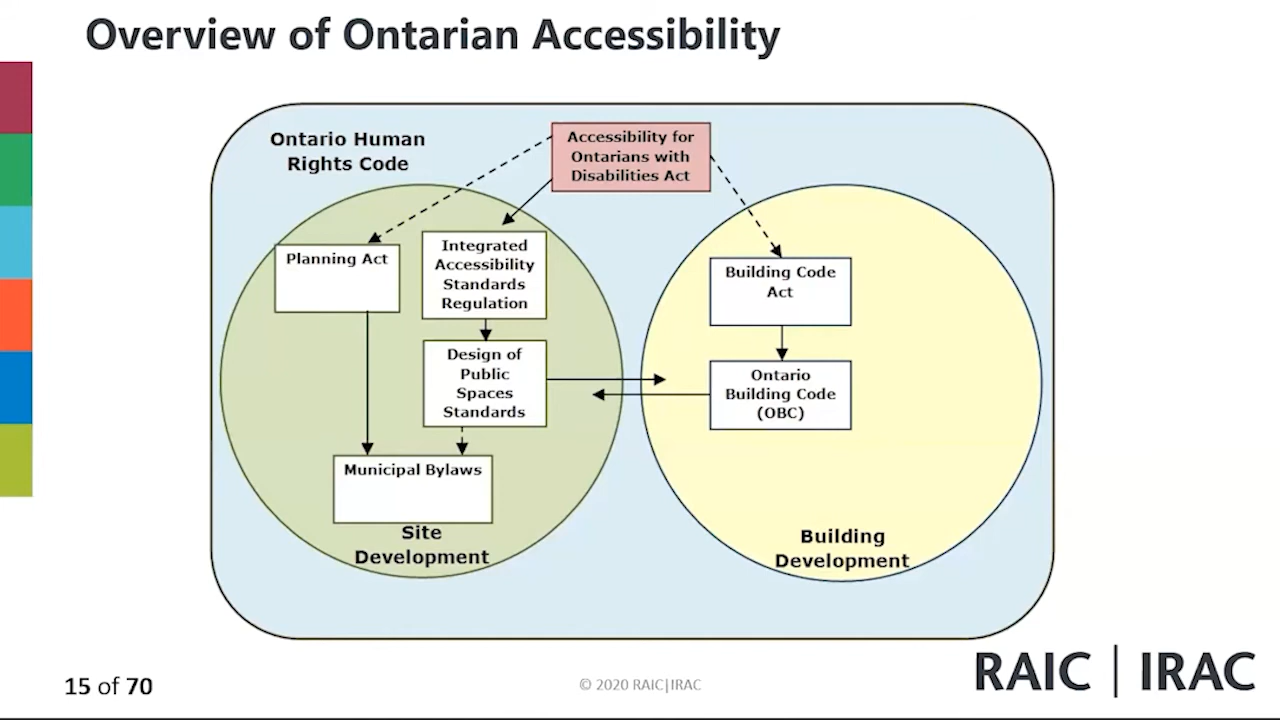 Overview of Ontarian Accessibility
Ontario Human
Rights Code
Accessibility for
Ontarians with
Disabilities Act
Planning Act
Integrated
Accessibility
Standards
Regulation
Design of
Public
Spaces
Standards
Municipal Bylaws
Site
Development
Building Code
Act
Ontario
Building Code
(OBC)
Building
Development
15 of 70
© 2020 RAIC|IRAC
RAIC | IRAC